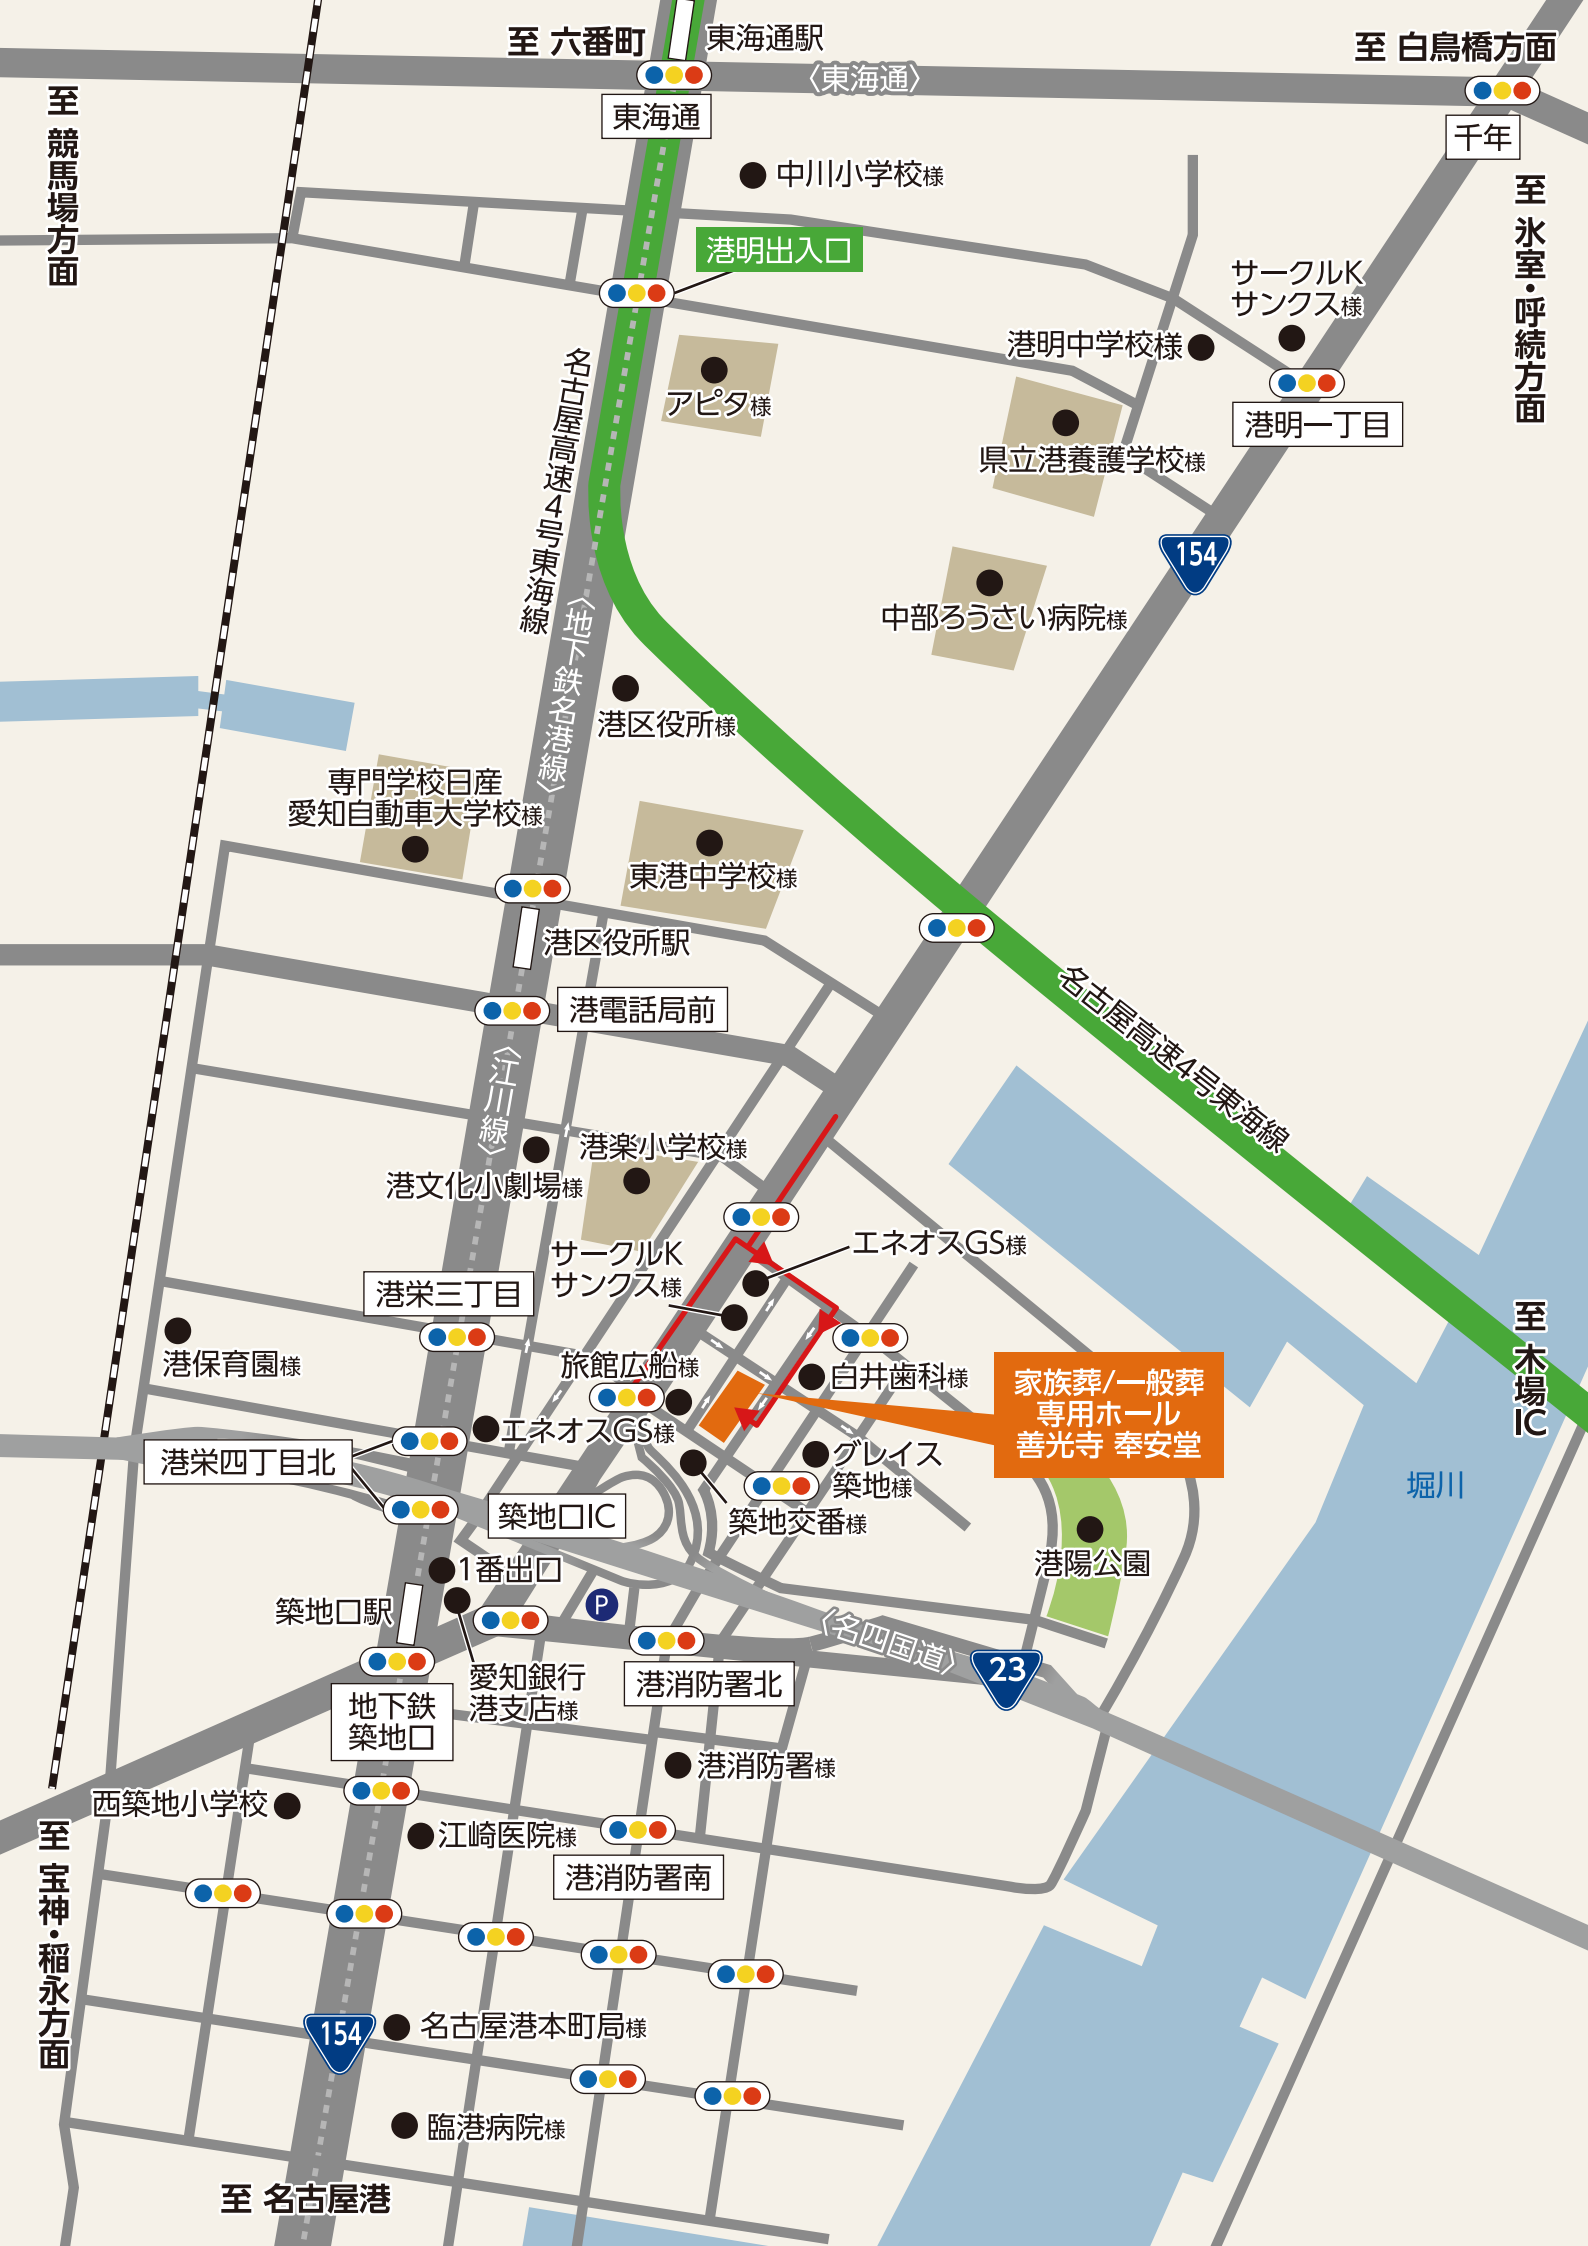 至 六番町
東海通駅
至 白鳥橋方面
〈東海通〉
東海通
千年
至 競馬場方面
中川小学校様
至 氷室・呼続方面
港明出入口
サークルK
サンクス様
港明中学校様
アピタ様
港明一丁目
県立港養護学校様
名古屋高速4号東海線
154
中部ろうさい病院様
〈地下鉄名港線〉
港区役所様
専門学校日産
愛知自動車大学校様
東港中学校様
港区役所駅
港電話局前
名古屋高速4号東海線
〈江川線〉
港楽小学校様
港文化小劇場様
エネオスGS様
サークルK
サンクス様
港栄三丁目
至 木場IC
港保育園様
旅館広船様
臼井歯科様
家族葬/一般葬
専用ホール
善光寺 奉安堂
エネオスGS様
グレイス
築地様
港栄四丁目北
堀川
築地口IC
築地交番様
港陽公園
1番出口
P
築地口駅
〈名四国道〉
23
愛知銀行
港支店様
港消防署北
地下鉄
築地口
港消防署様
西築地小学校
江崎医院様
至 宝神・稲永方面
港消防署南
154
名古屋港本町局様
臨港病院様
至 名古屋港